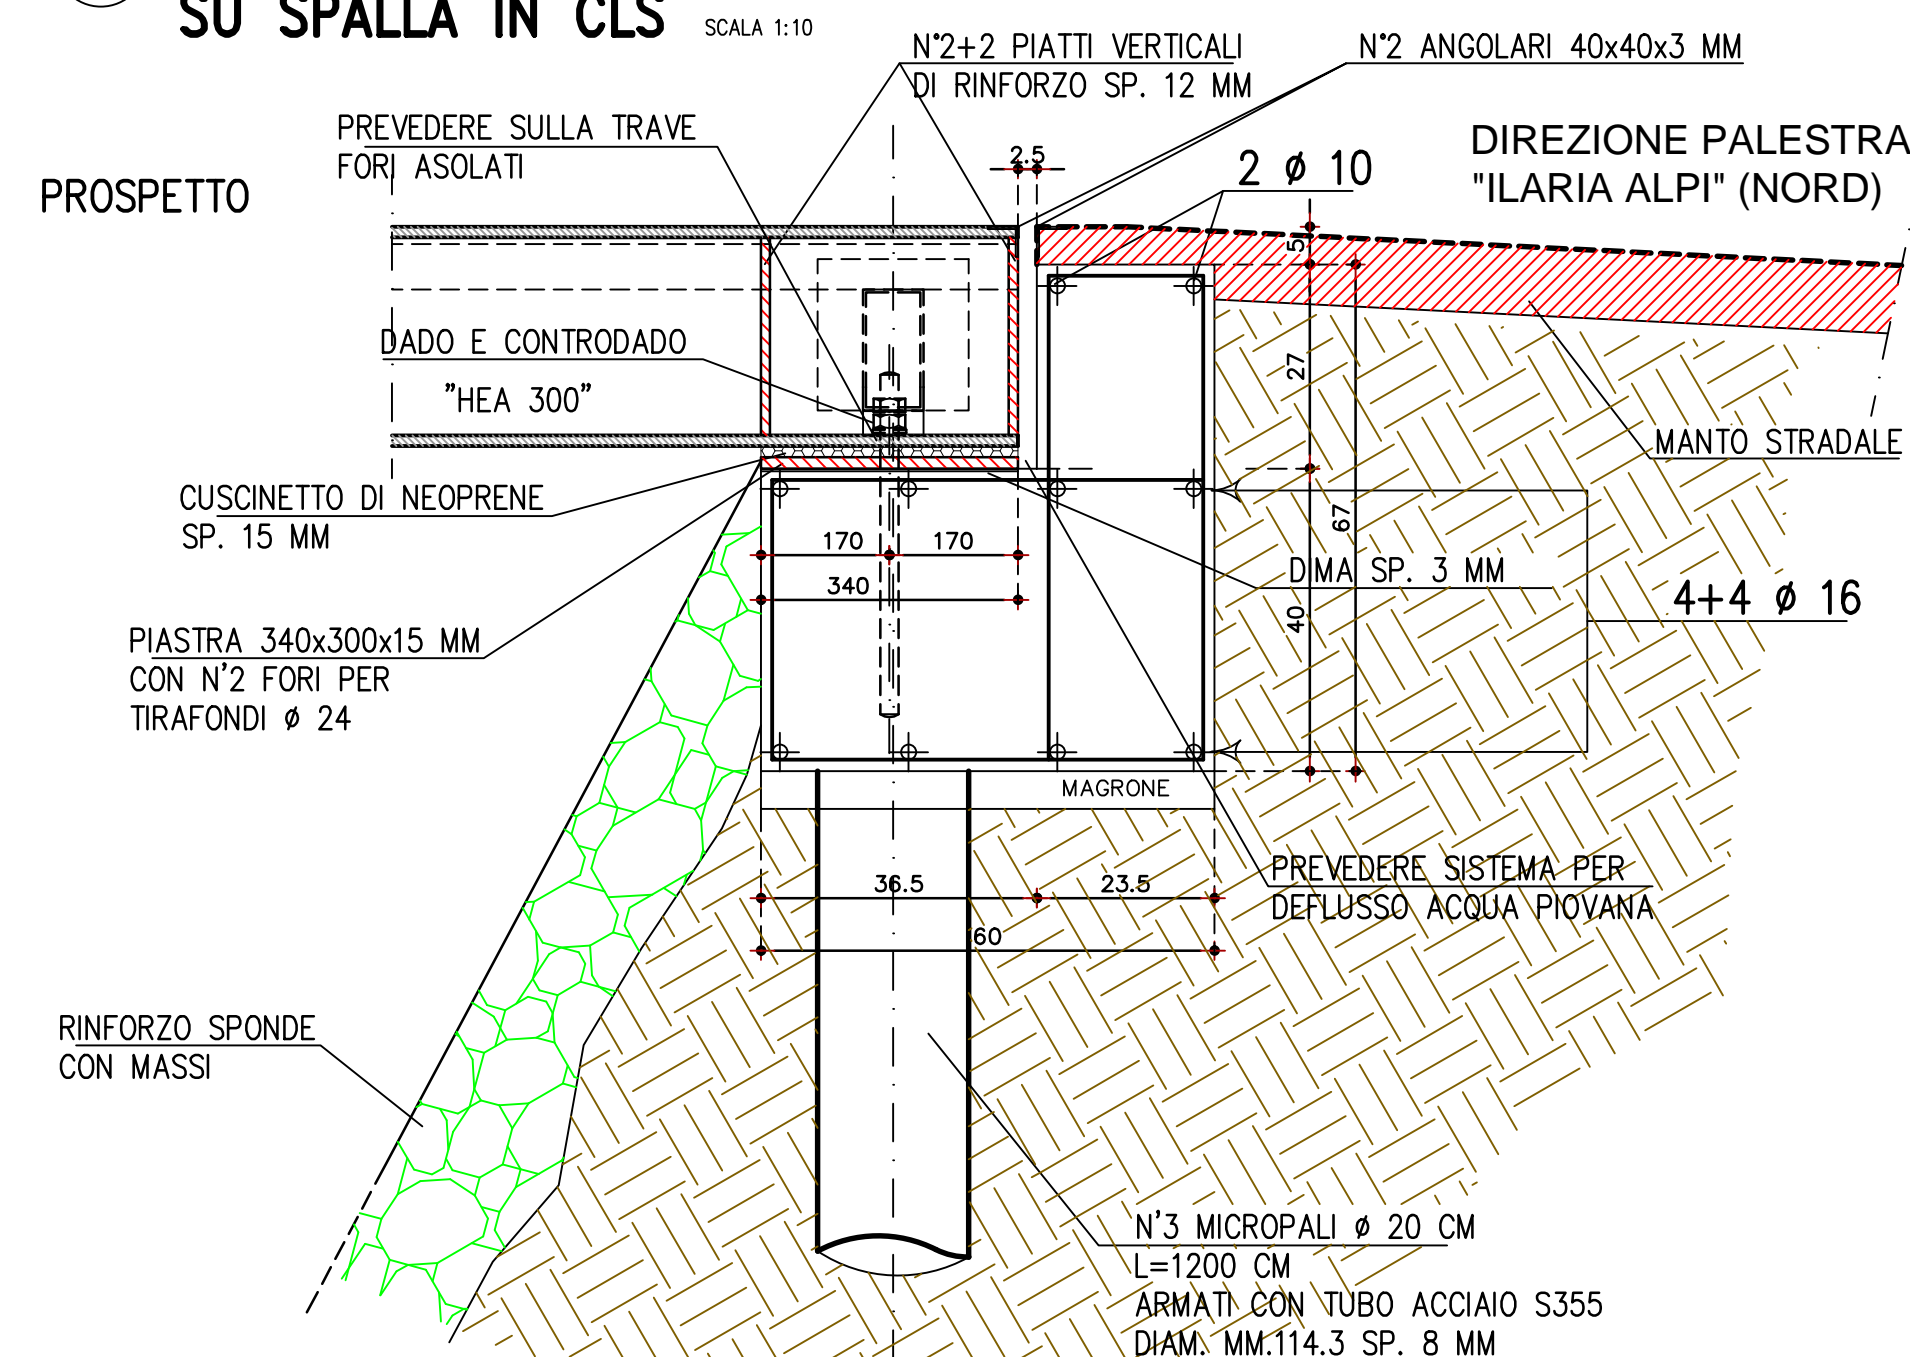 SU SPALLA IN CLS SCALA 1:10
N°2+2 PIATTI VERTICALI
DI RINFORZO SP. 12 MM
N°2 ANGOLARI 40x40x3 MM
PREVEDERE SULLA TRAVE
FORI ASOLATI
2.5
2 ø 10
DIREZIONE PALESTRA
"ILARIA ALPI" (NORD)
PROSPETTO
5
DADO E CONTRODADO
27
"HEA 300"
MANTO STRADALE
CUSCINETTO DI NEOPRENE
SP. 15 MM
67
170
170
340
DIMA SP. 3 MM
40
4+4 ø 16
PIASTRA 340x300x15 MM
CON N'2 FORI PER
TIRAFONDI ø 24
MAGRONE
PREVEDERE SISTEMA PER
DEFLUSSO ACQUA PIOVANA
36.5
23.5
60
RINFORZO SPONDE
CON MASSI
N'3 MICROPALI ø 20 CM
L=1200 CM
ARMATI CON TUBO ACCIAIO S355
DIAM. MM.114.3 SP. 8 MM